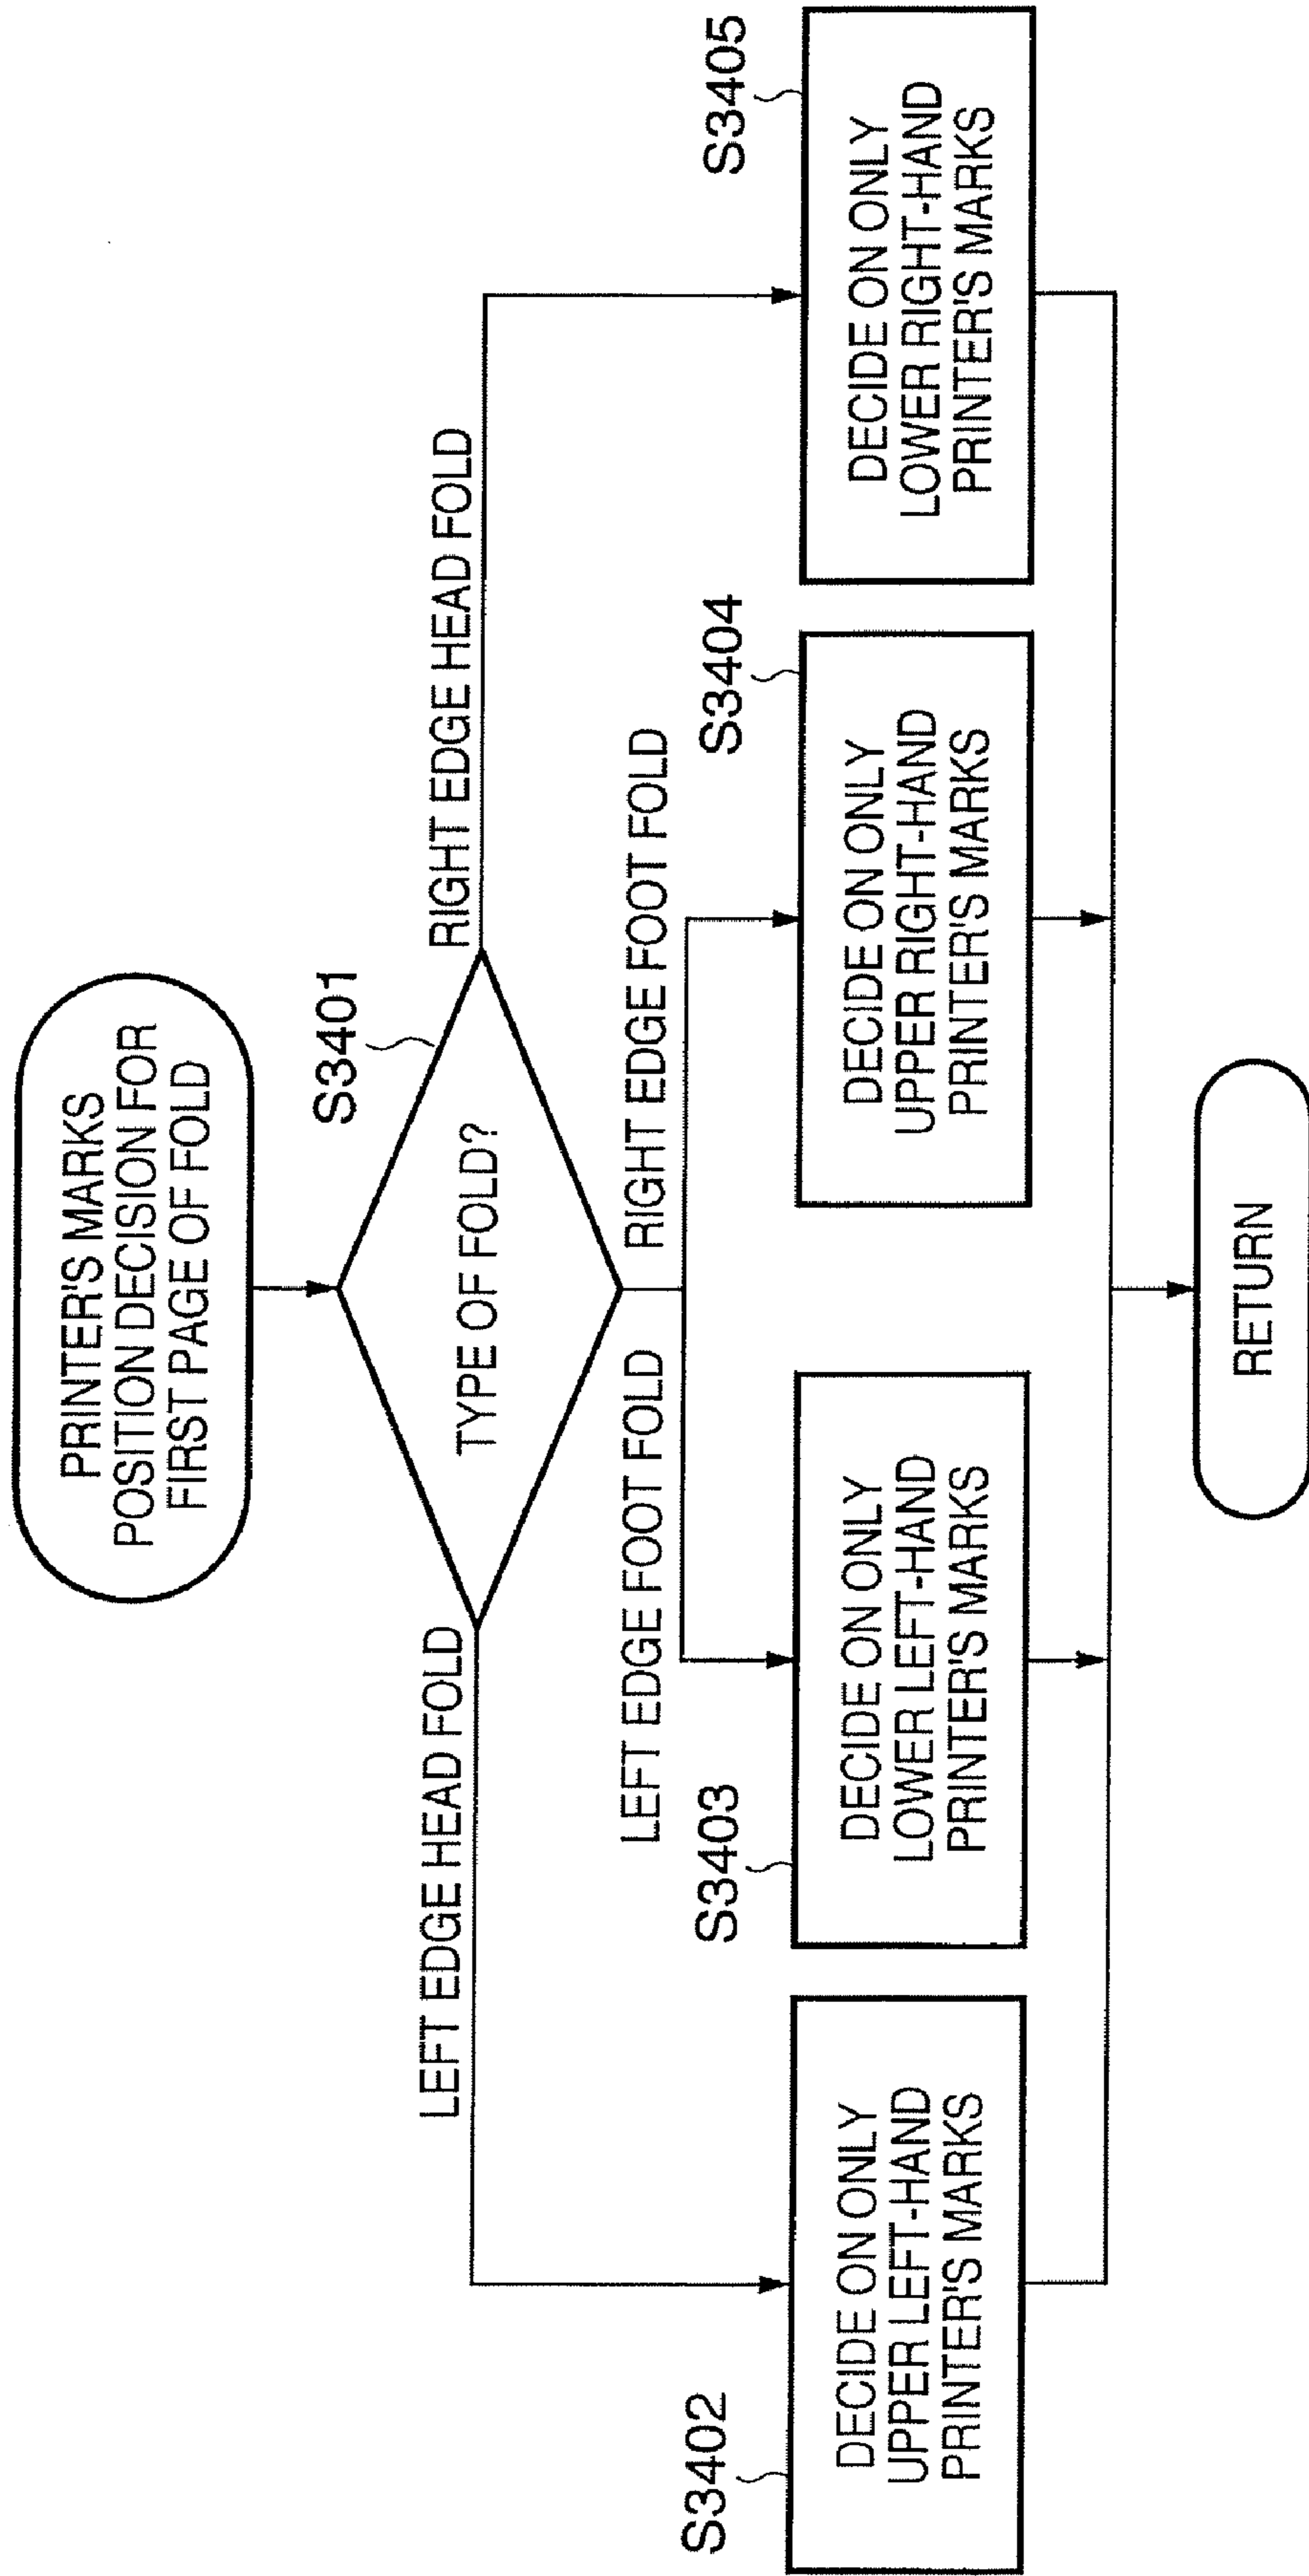 PRINTER'S MARKS
POSITION DECISION FOR
FIRST PAGE OF FOLD
S3401
TYPE OF FOLD?
LEFT EDGE HEAD FOLD
RIGHT EDGE HEAD FOLD
LEFT EDGE FOOT FOLD
RIGHT EDGE FOOT FOLD
S3402
DECIDE ON ONLY
UPPER LEFT-HAND
PRINTER'S MARKS
S3403
DECIDE ON ONLY
LOWER LEFT-HAND
PRINTER'S MARKS
S3404
DECIDE ON ONLY
UPPER RIGHT-HAND
PRINTER'S MARKS
S3405
DECIDE ON ONLY
LOWER RIGHT-HAND
PRINTER'S MARKS
RETURN